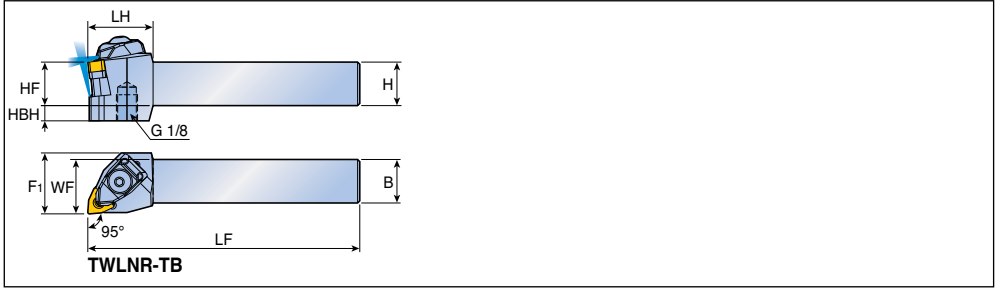 LH
HF
H
HBH
G 1/8
F1
WF
B
95°
LF
TWLNR-TB